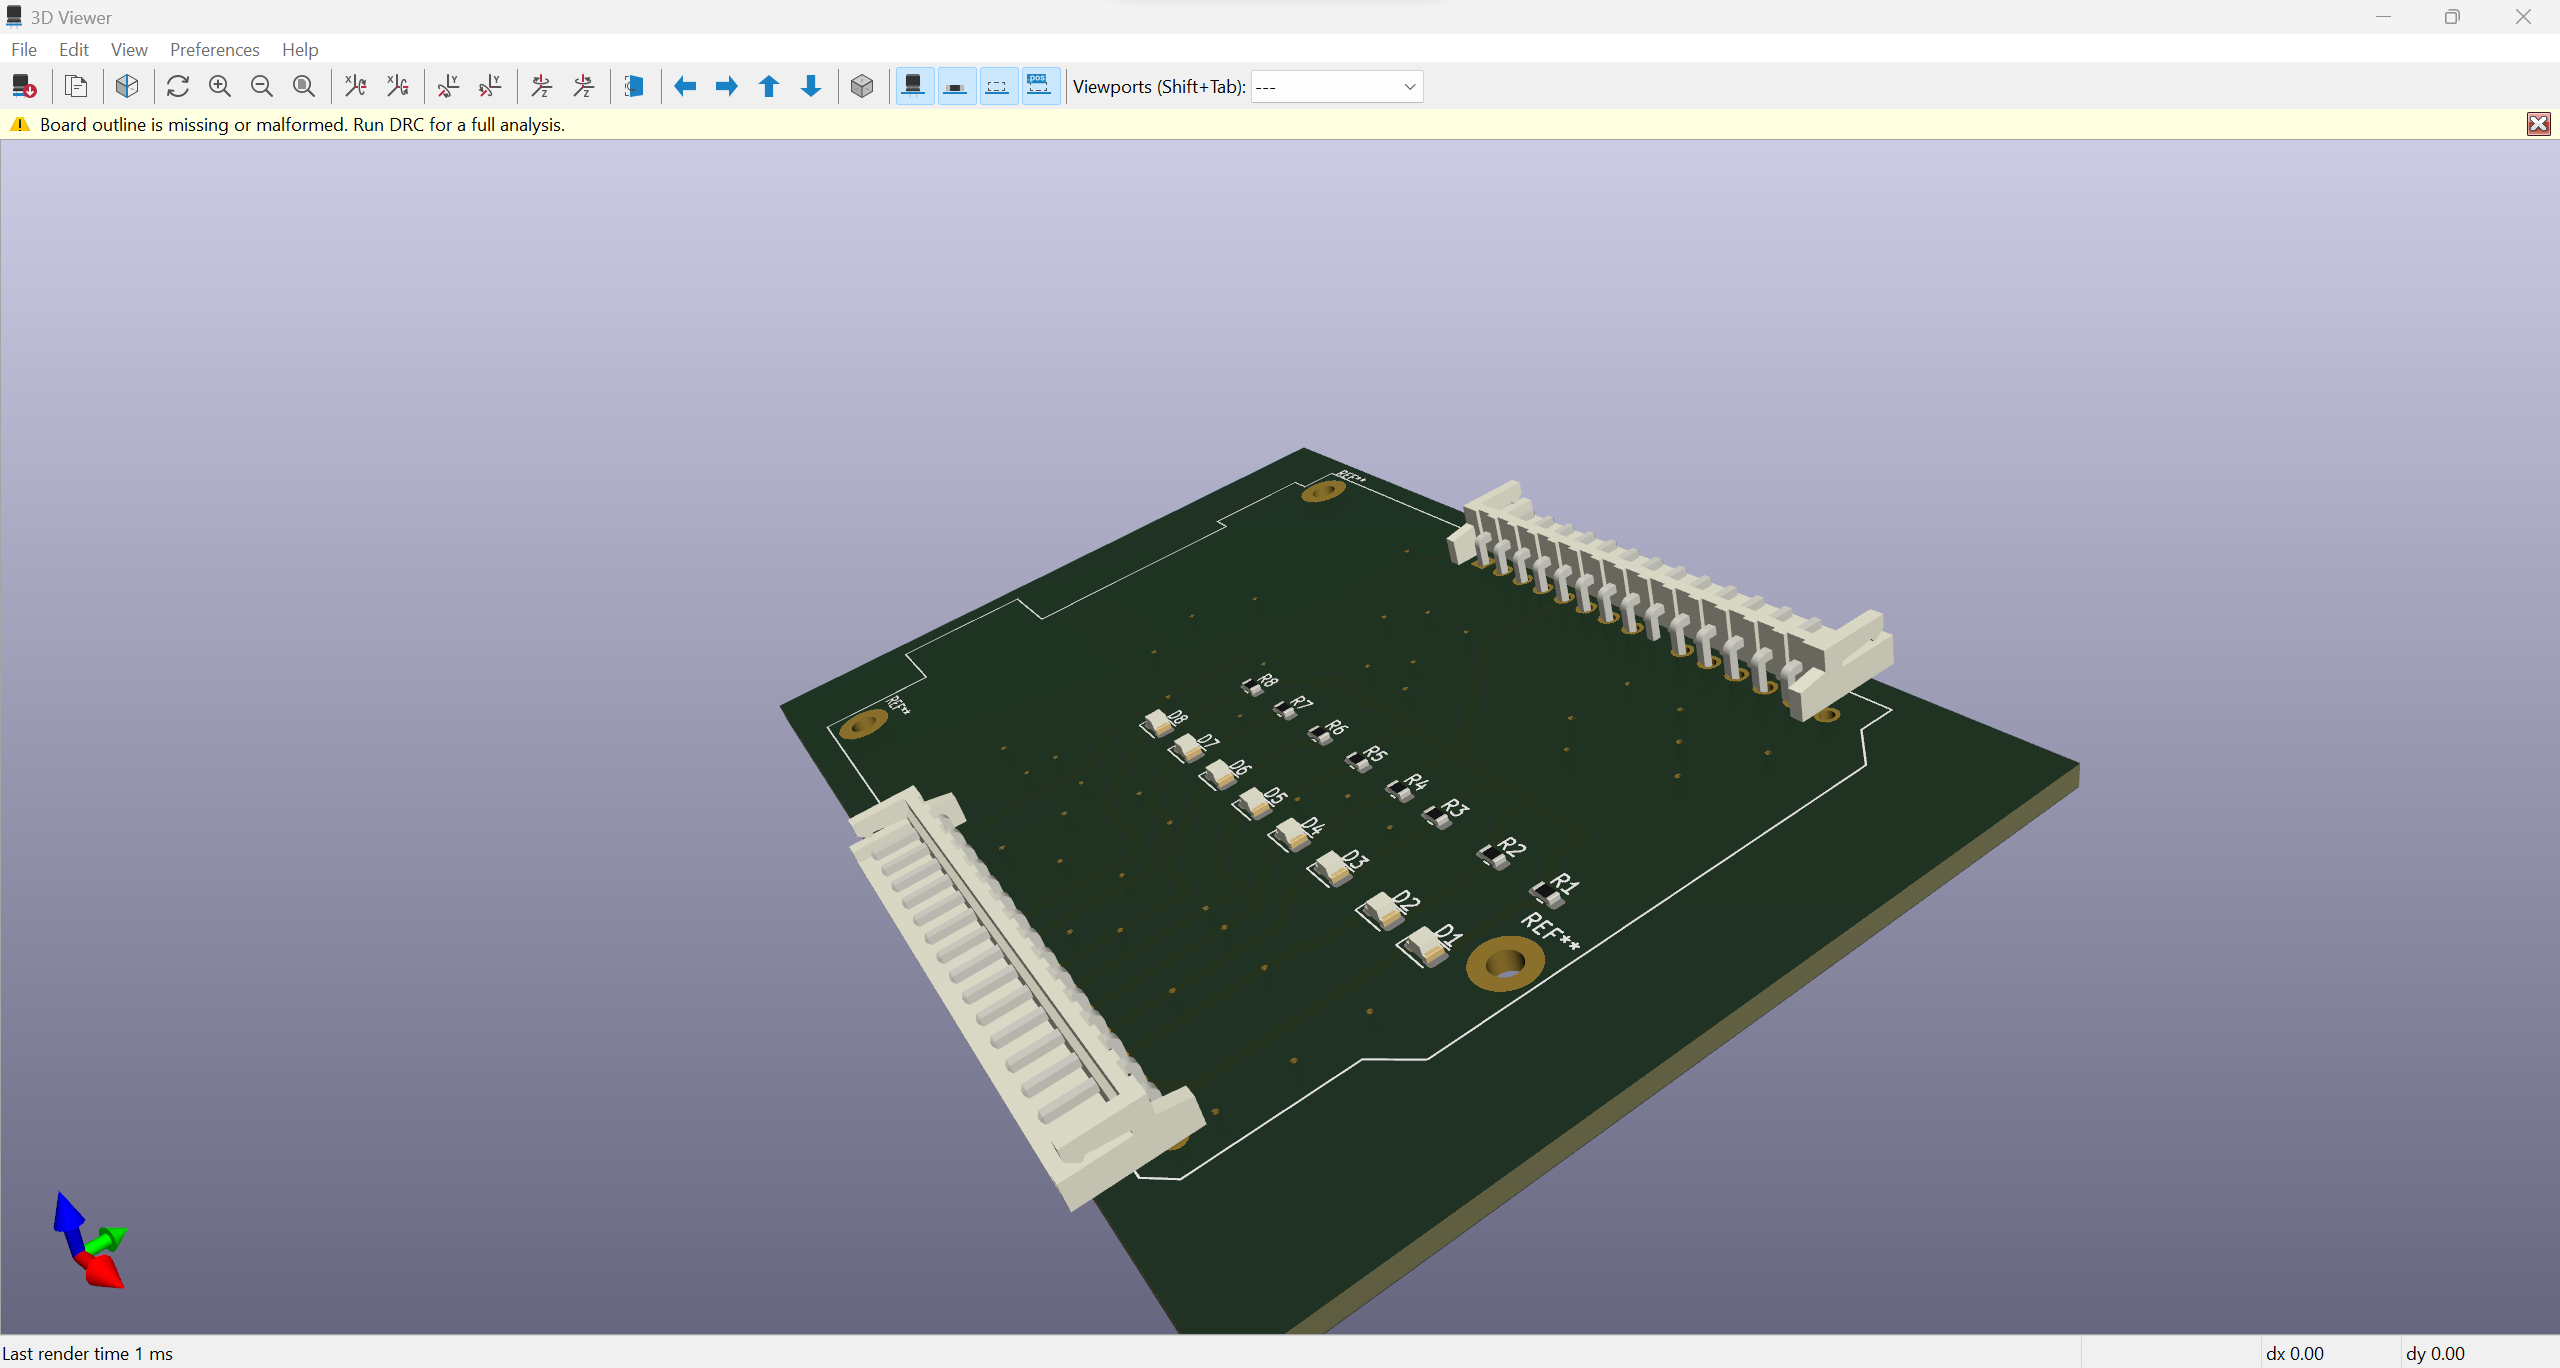 3D Viewer
File Edit View Preferences Help
.pos
Viewports (Shift+Tab): ---
Board outline is missing or malformed. Run DRC for a full analysis.
REF**
REF**
R8
R7
R6
R5
R4
R3
R2
R1
D8
D7
D6
D5
D4
D3
D2
D1
REF**
Last render time 1 ms
dx 0.00
dy 0.00